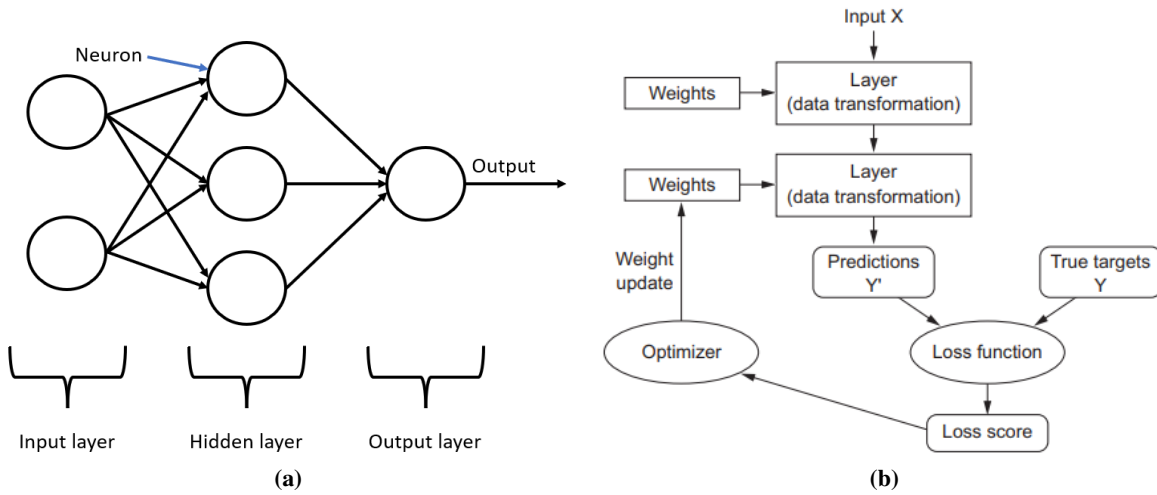 Neuron
Output
Input layer
Hidden layer
Output layer
(a)
Input X
Weights
Layer
(data transformation)
Weights
Layer
(data transformation)
Weight
update
Predictions
Y'
True targets
Y
Optimizer
Loss function
Loss score
(b)